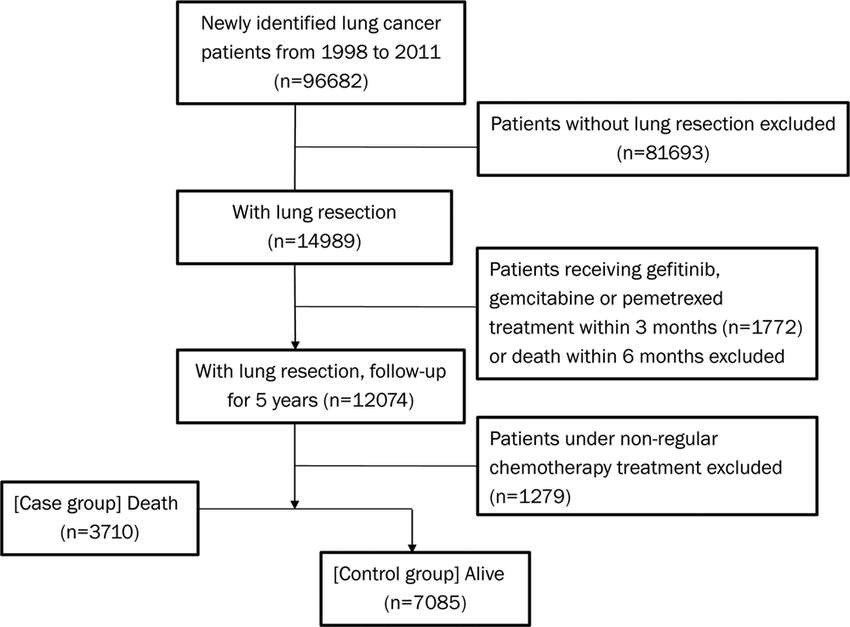 Newly identified lung cancer
patients from 1998 to 2011
(n=96682)
Patients without lung resection excluded
(n=81693)
With lung resection
(n=14989)
Patients receiving gefitinib,
gemcitabine or pemetrexed
treatment within 3 months (n=1772)
or death within 6 months excluded
With lung resection, follow-up
for 5 years (n=12074)
Patients under non-regular
chemotherapy treatment excluded
(n=1279)
[Case group] Death
(n=3710)
[Control group] Alive
(n=7085)